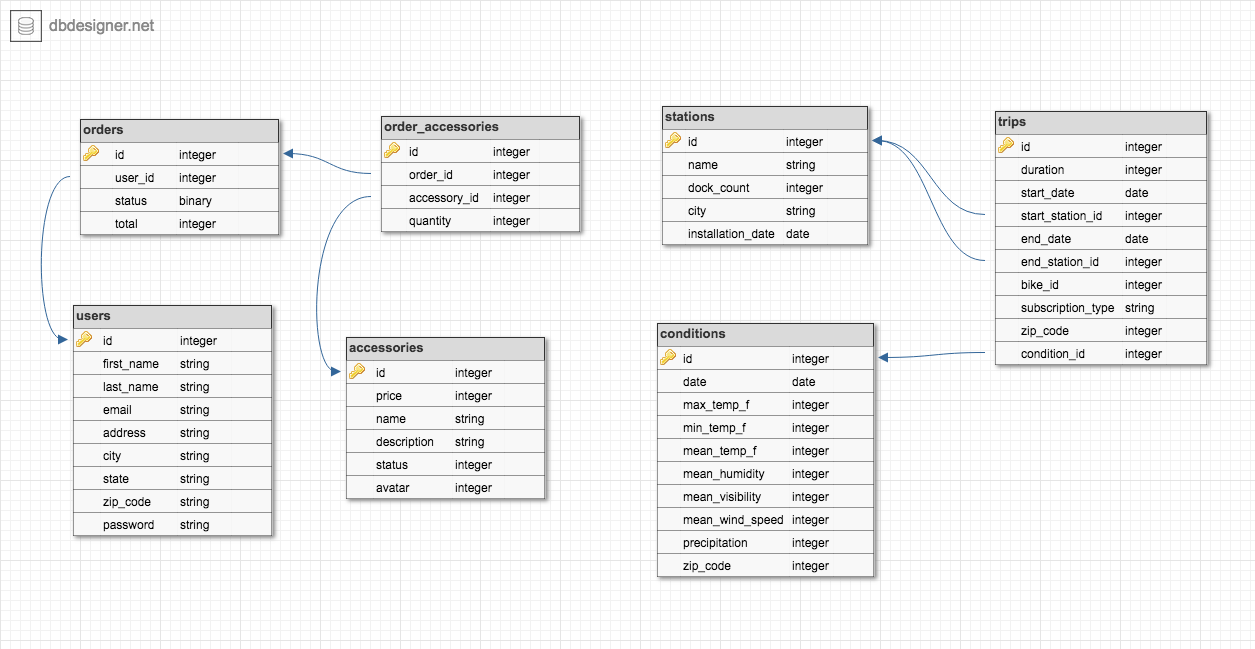 dbdesigner.net
orders
id integer
user_id integer
status binary
total integer
order_accessories
id integer
order_id integer
accessory_id integer
quantity integer
stations
id integer
name string
dock_count integer
city string
installation_date date
trips
id integer
duration integer
start_date date
start_station_id integer
end_date date
end_station_id integer
bike_id integer
subscription_type string
zip_code integer
condition_id integer
users
id integer
first_name string
last_name string
email string
address string
city string
state string
zip_code string
password string
accessories
id integer
price integer
name string
description string
status integer
avatar integer
conditions
id integer
date date
max_temp_f integer
min_temp_f integer
mean_temp_f integer
mean_humidity integer
mean_visibility integer
mean_wind_speed integer
precipitation integer
zip_code integer